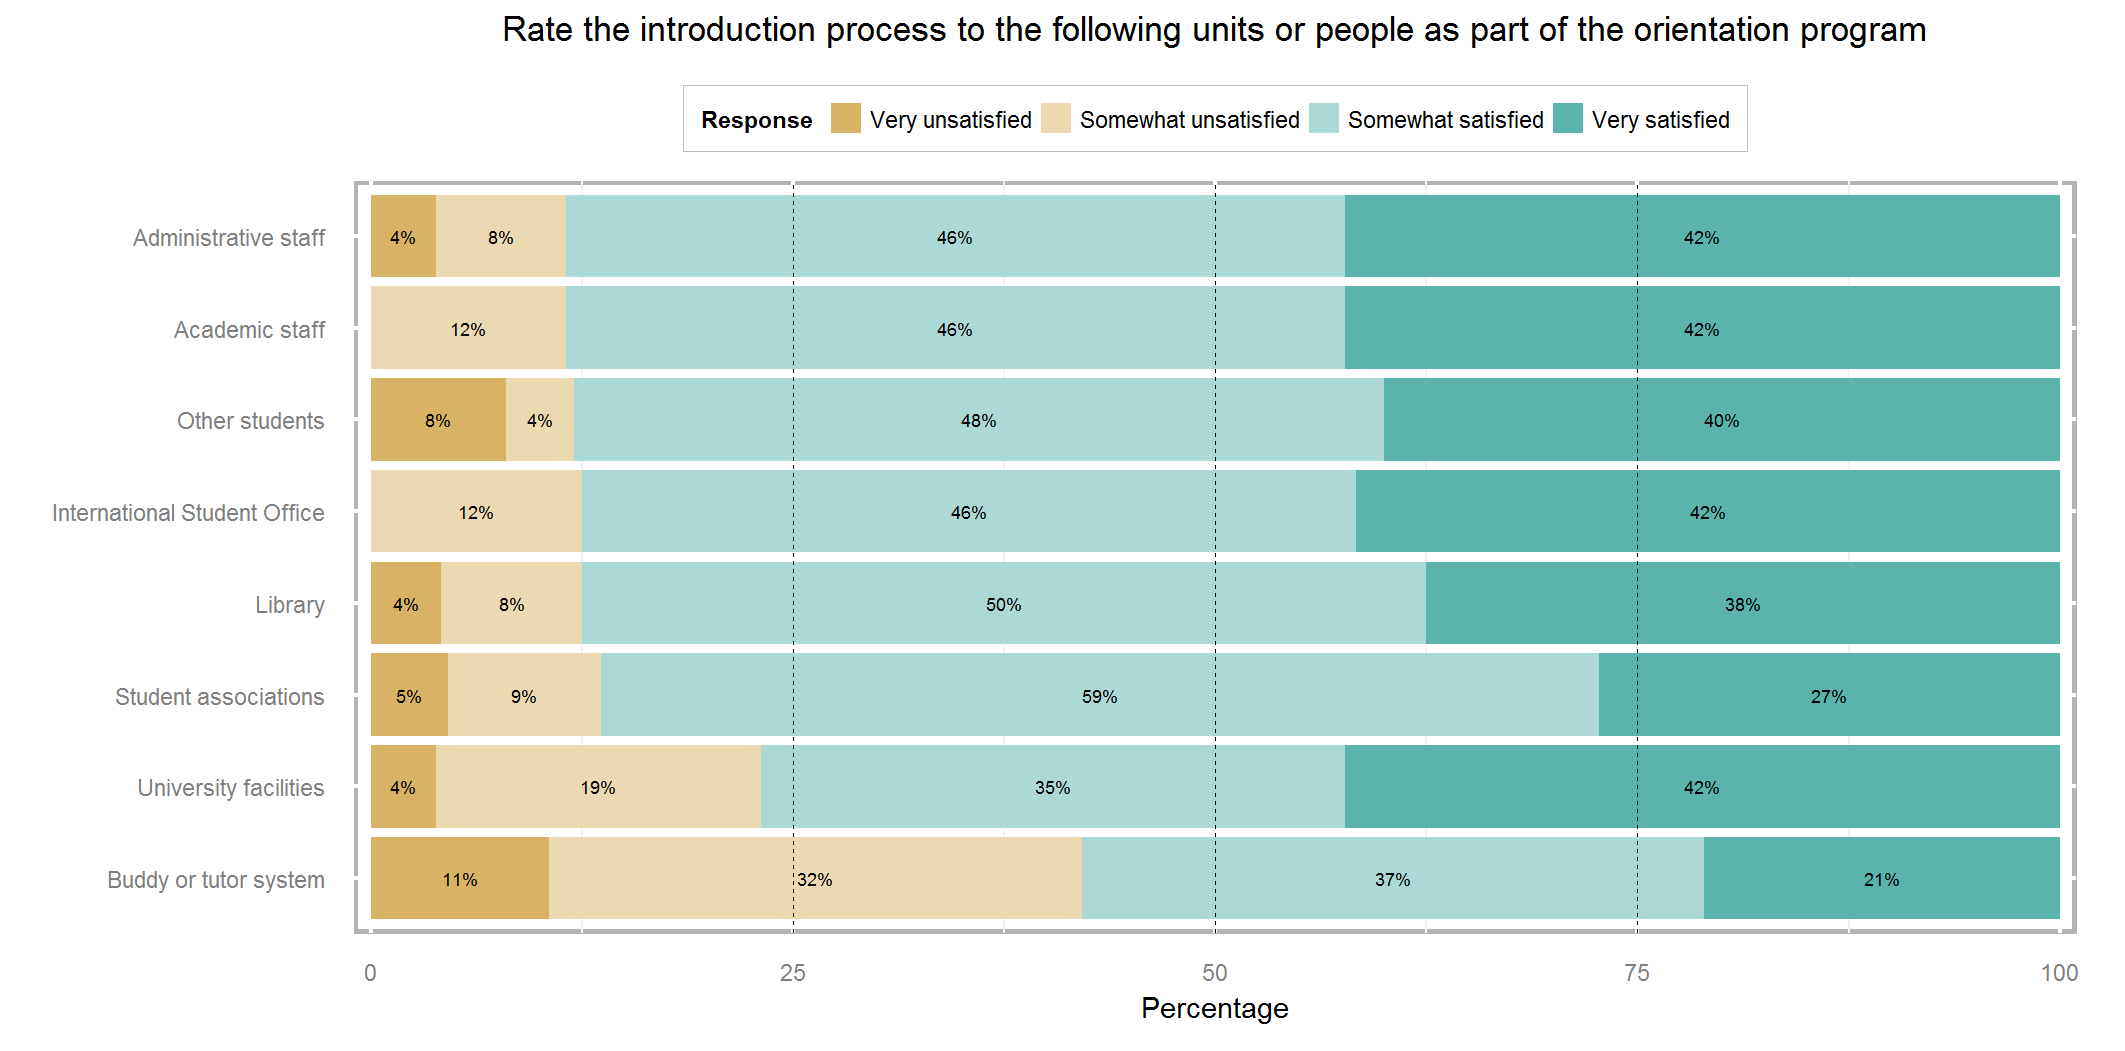 Rate the introduction process to the following units or people as part of the orientation program
Response Very unsatisfied Somewhat unsatisfied Somewhat satisfied Very satisfied
Administrative staff 4% 8% 46% 42%
Academic staff 12% 46% 42%
Other students 8% 4% 48% 40%
International Student Office 12% 46% 42%
Library 4% 8% 50% 38%
Student associations 5% 9% 59% 27%
University facilities 4% 19% 35% 42%
Buddy or tutor system 11% 32% 37% 21%
0 25 50 75 100
Percentage